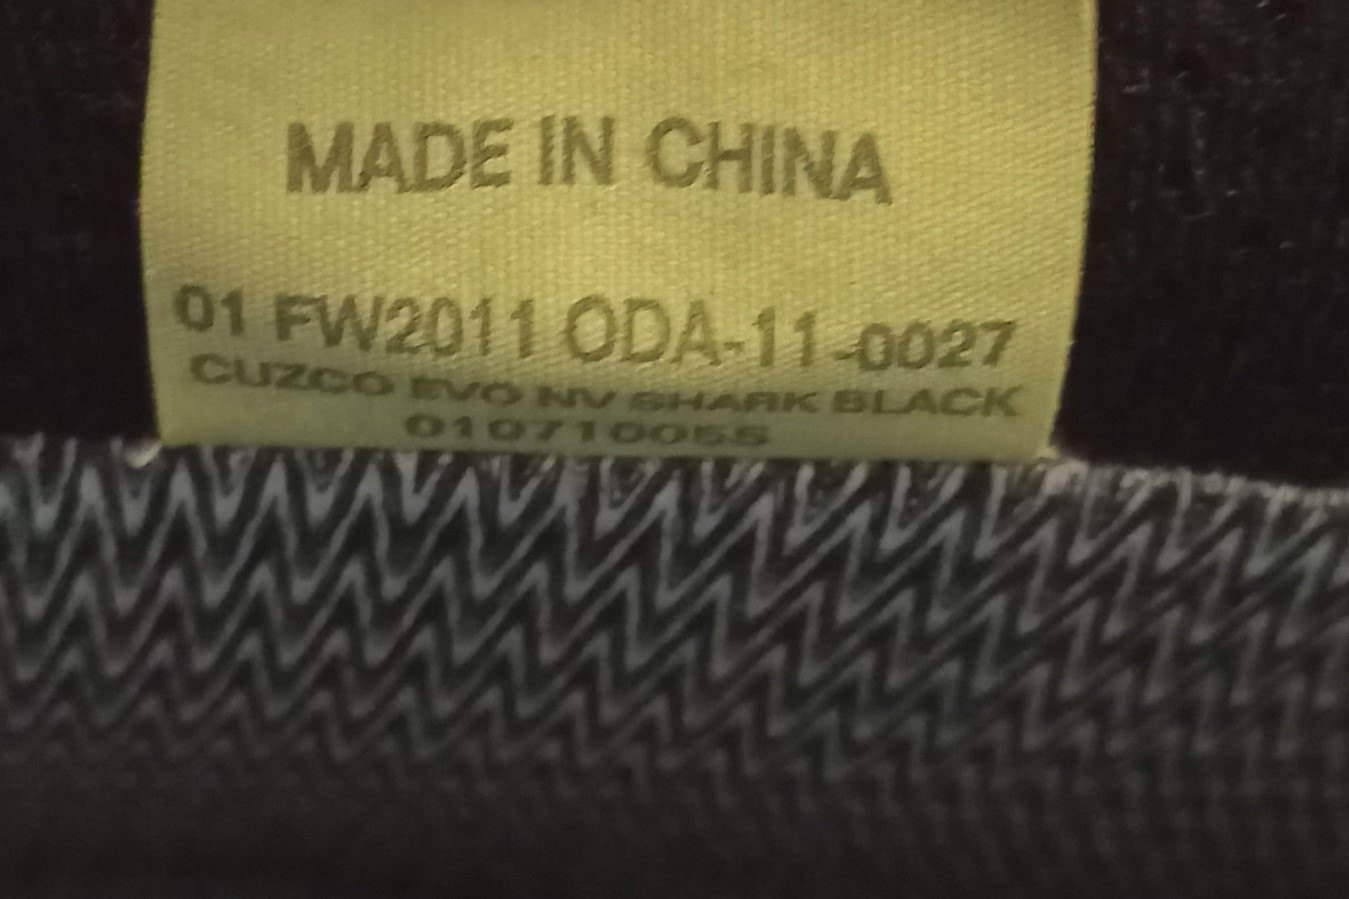 MADE IN CHINA
01 FW2011 ODA-11-0027
CUZCO EVO NV SHARK BLACK
010710055